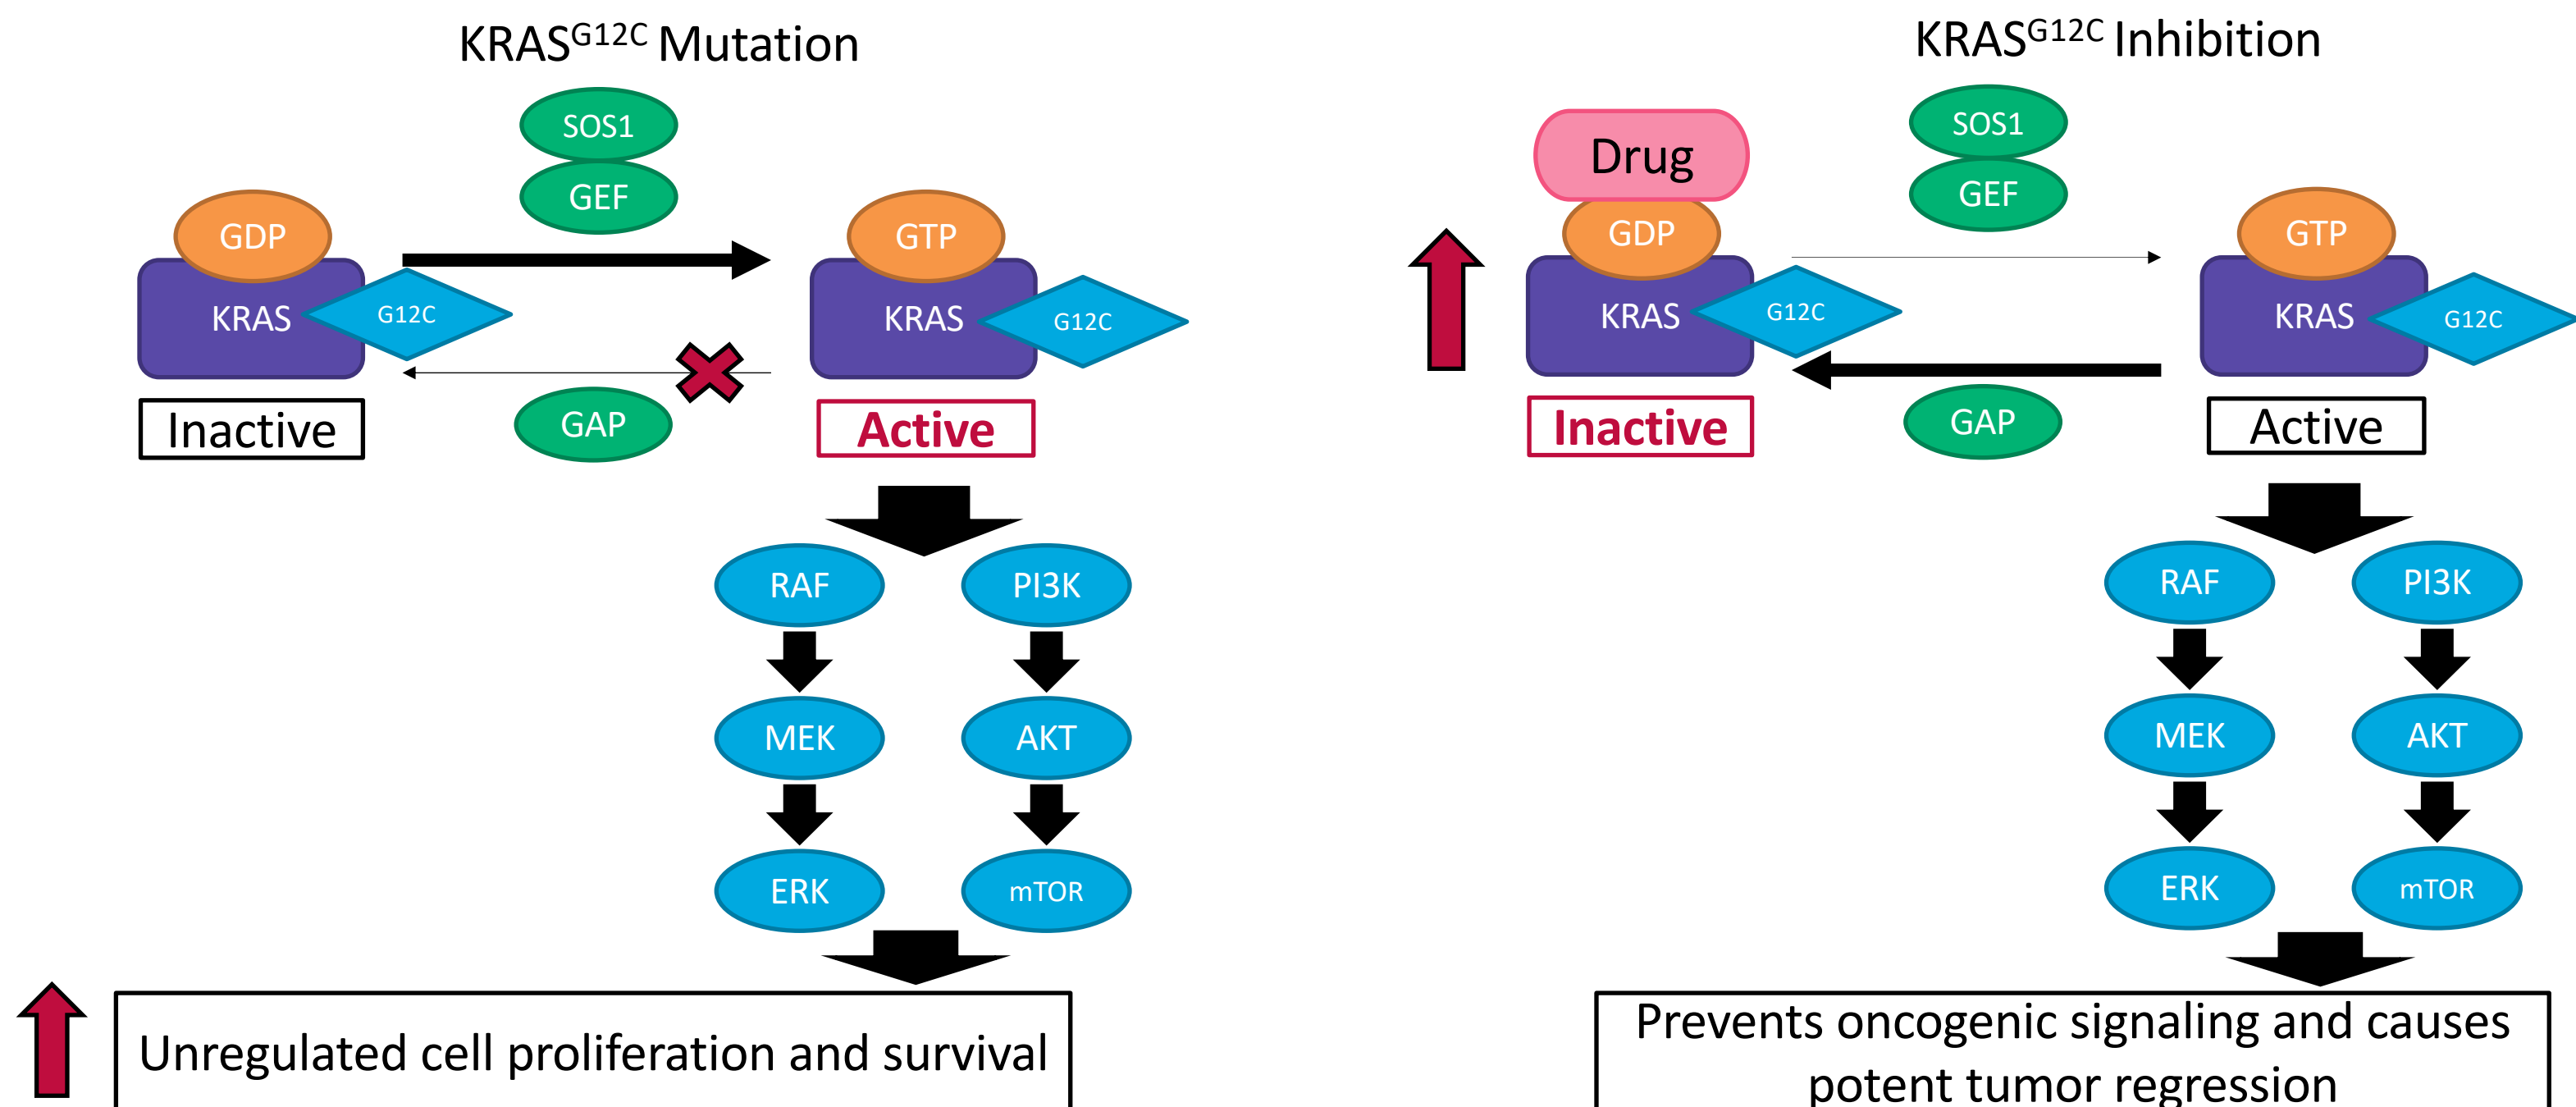 KRASG12C Mutation
SOS1
GEF
GDP
GTP
KRAS
G12C
KRAS
G12C
GAP
Inactive
Active
RAF
PI3K
MEK
AKT
ERK
mTOR
Unregulated cell proliferation and survival
KRASG12C Inhibition
Drug
SOS1
GEF
GDP
GTP
KRAS
G12C
KRAS
G12C
GAP
Inactive
Active
RAF
PI3K
MEK
AKT
ERK
mTOR
Prevents oncogenic signaling and causes
potent tumor regression